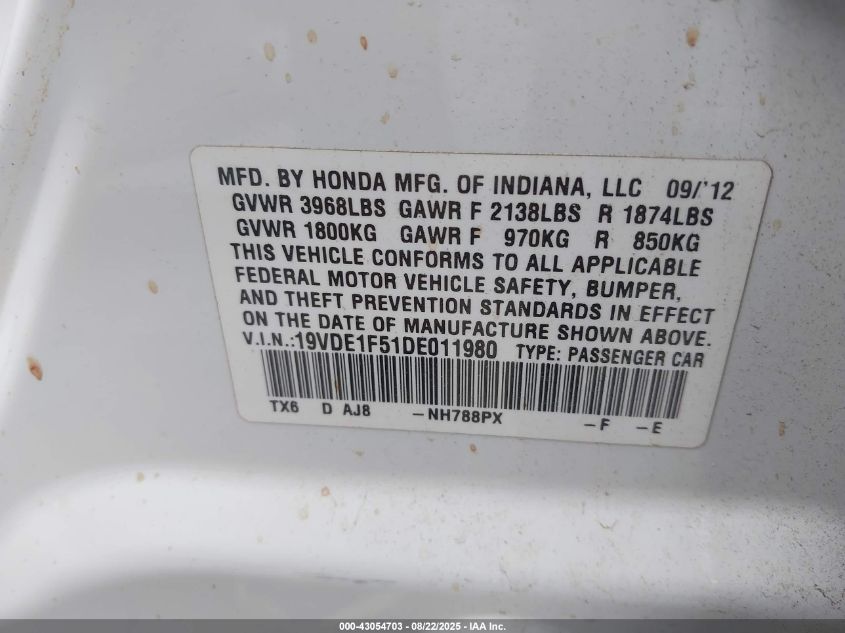 MFD. BY HONDA MFG. OF INDIANA, LLC 09/'12
GVWR 3968LBS GAWR F 2138LBS R 1874LBS
GVWR 1800KG GAWR F 970KG R 850KG
THIS VEHICLE CONFORMS TO ALL APPLICABLE
FEDERAL MOTOR VEHICLE SAFETY, BUMPER,
AND THEFT PREVENTION STANDARDS IN EFFECT
ON THE DATE OF MANUFACTURE SHOWN ABOVE.
V.I.N.:19VDE1F51DE011980 TYPE: PASSENGER CAR
TX6 D AJ8 -NH788PX -F -E
000-43054703 - 08/22/2025 - IAA Inc.